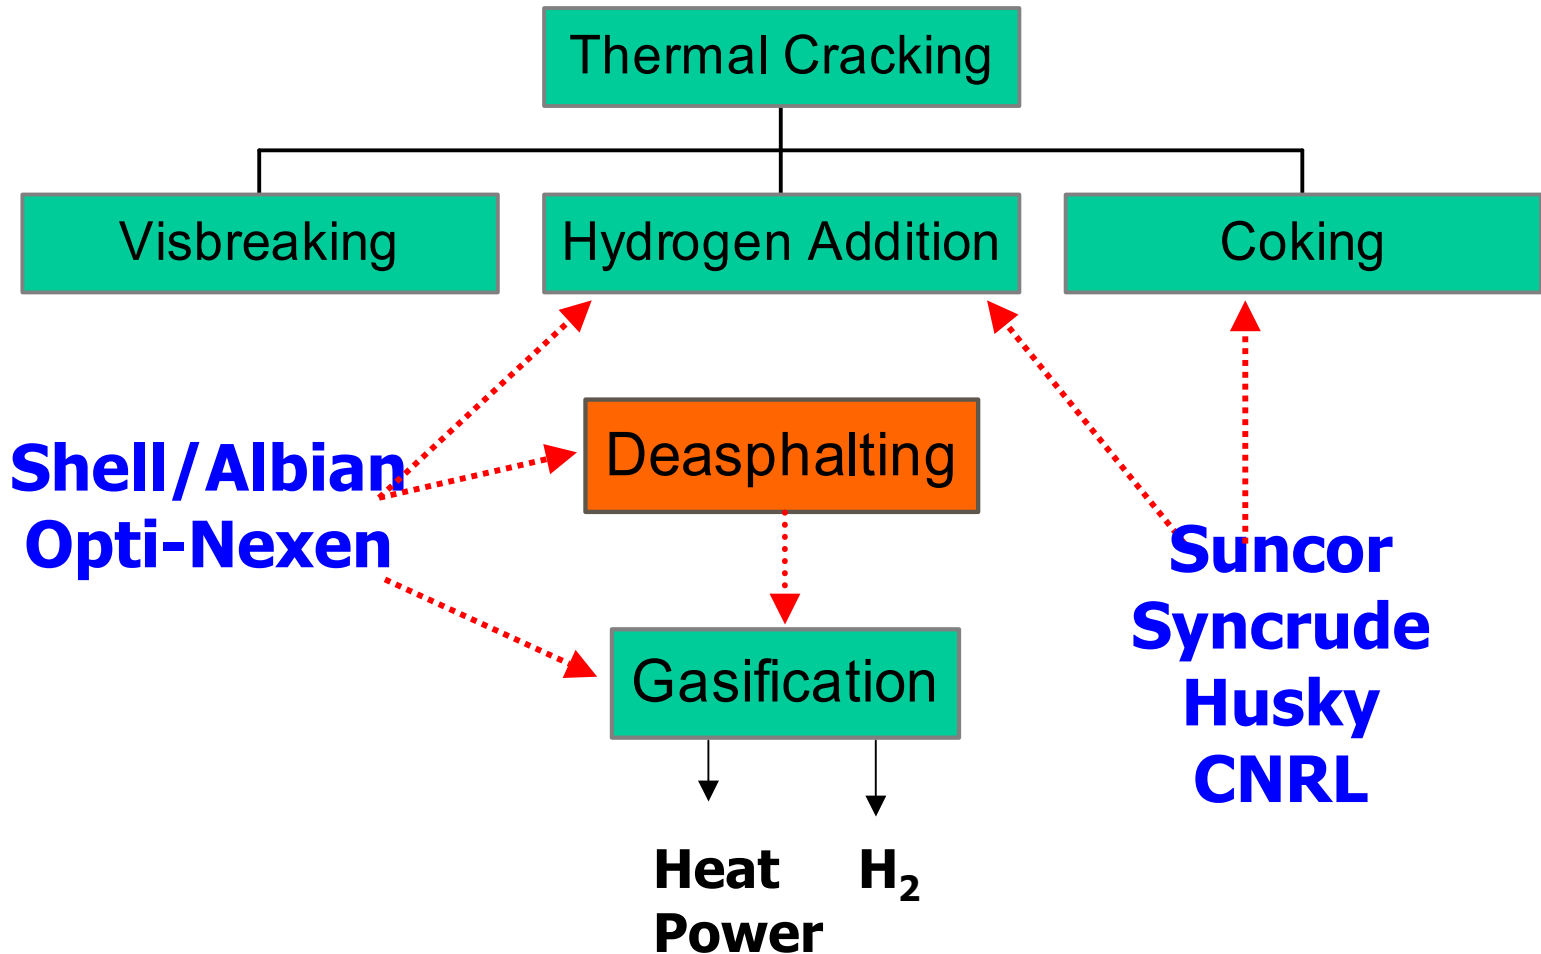 Thermal Cracking
Visbreaking
Hydrogen Addition
Coking
Deasphalting
Shell/Albian
Opti-Nexen
Suncor
Syncrude
Husky
CNRL
Gasification
Heat
Power
H₂